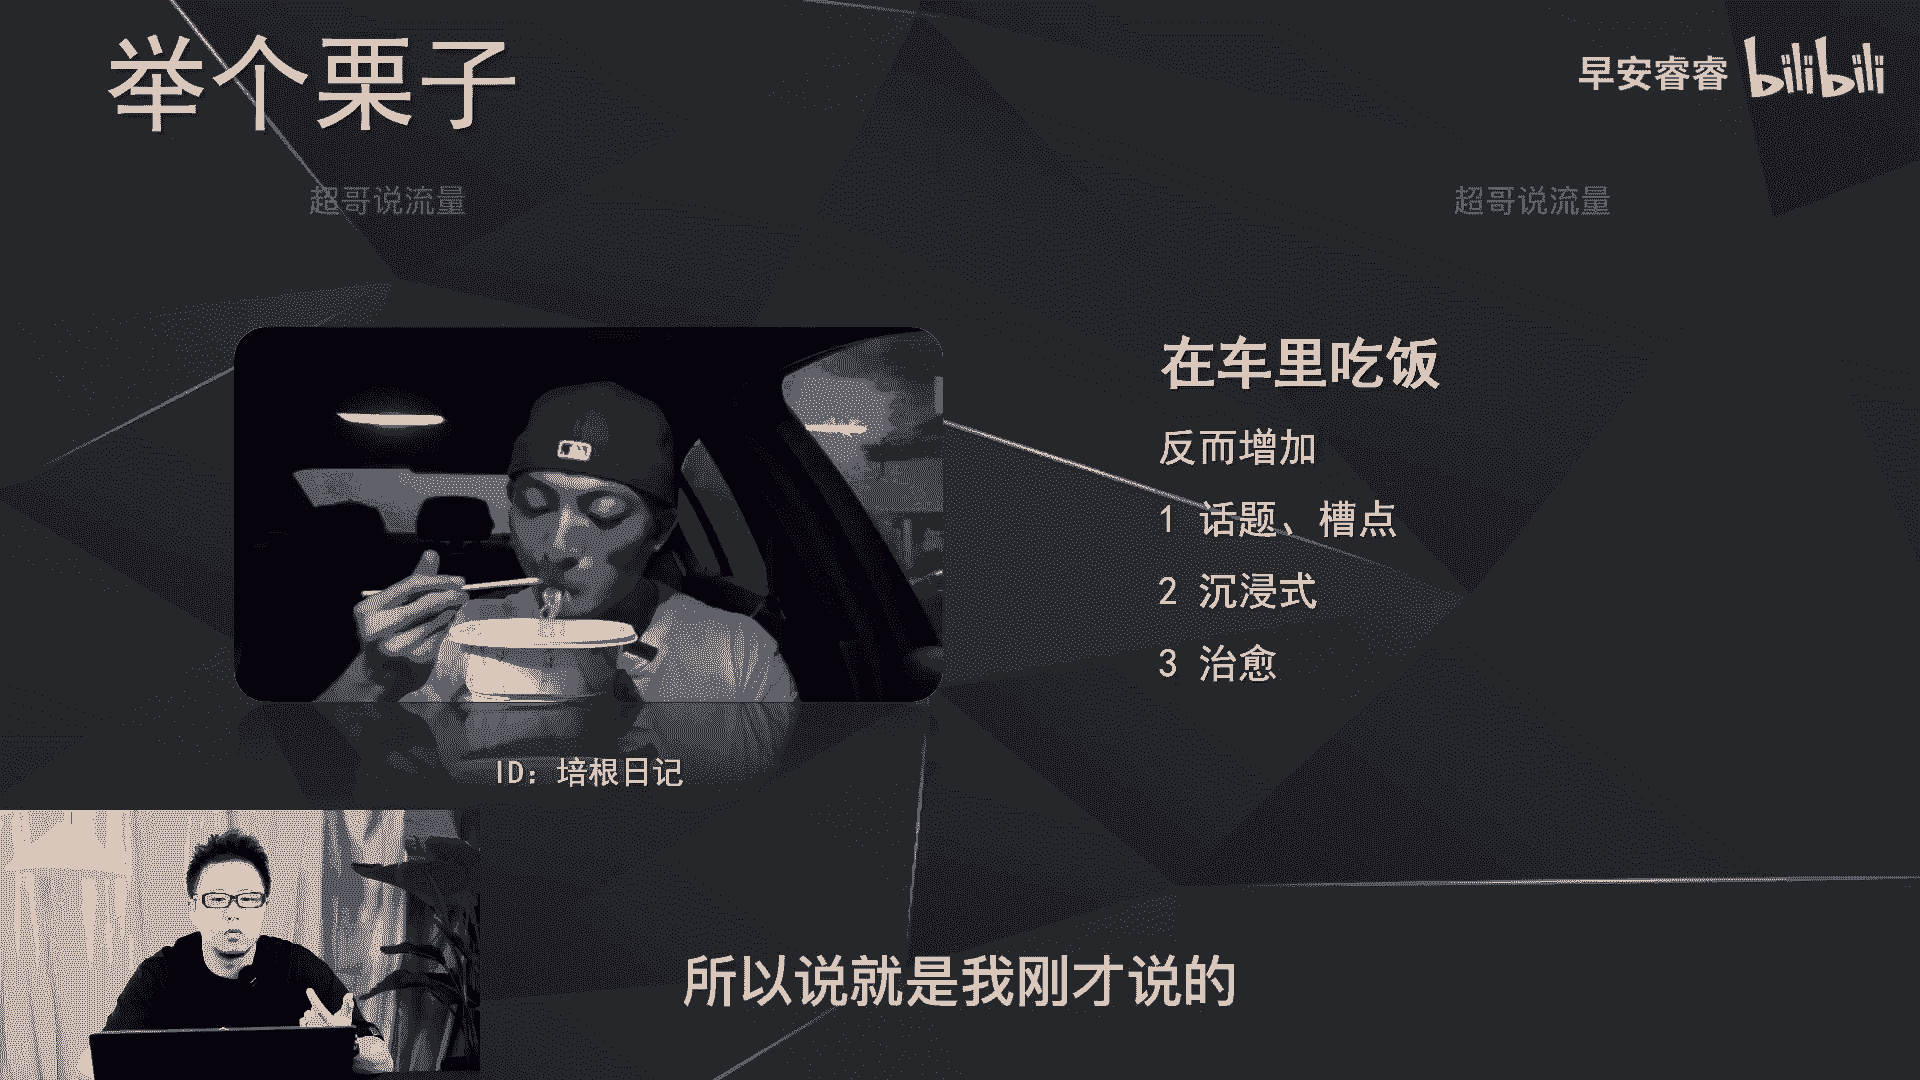 举个栗子
早安睿睿 bilibili
超哥说流量
超哥说流量
在车里吃饭
反而增加
1 话题、槽点
2 沉浸式
3 治愈
ID：培根日记
所以说就是我刚才说的